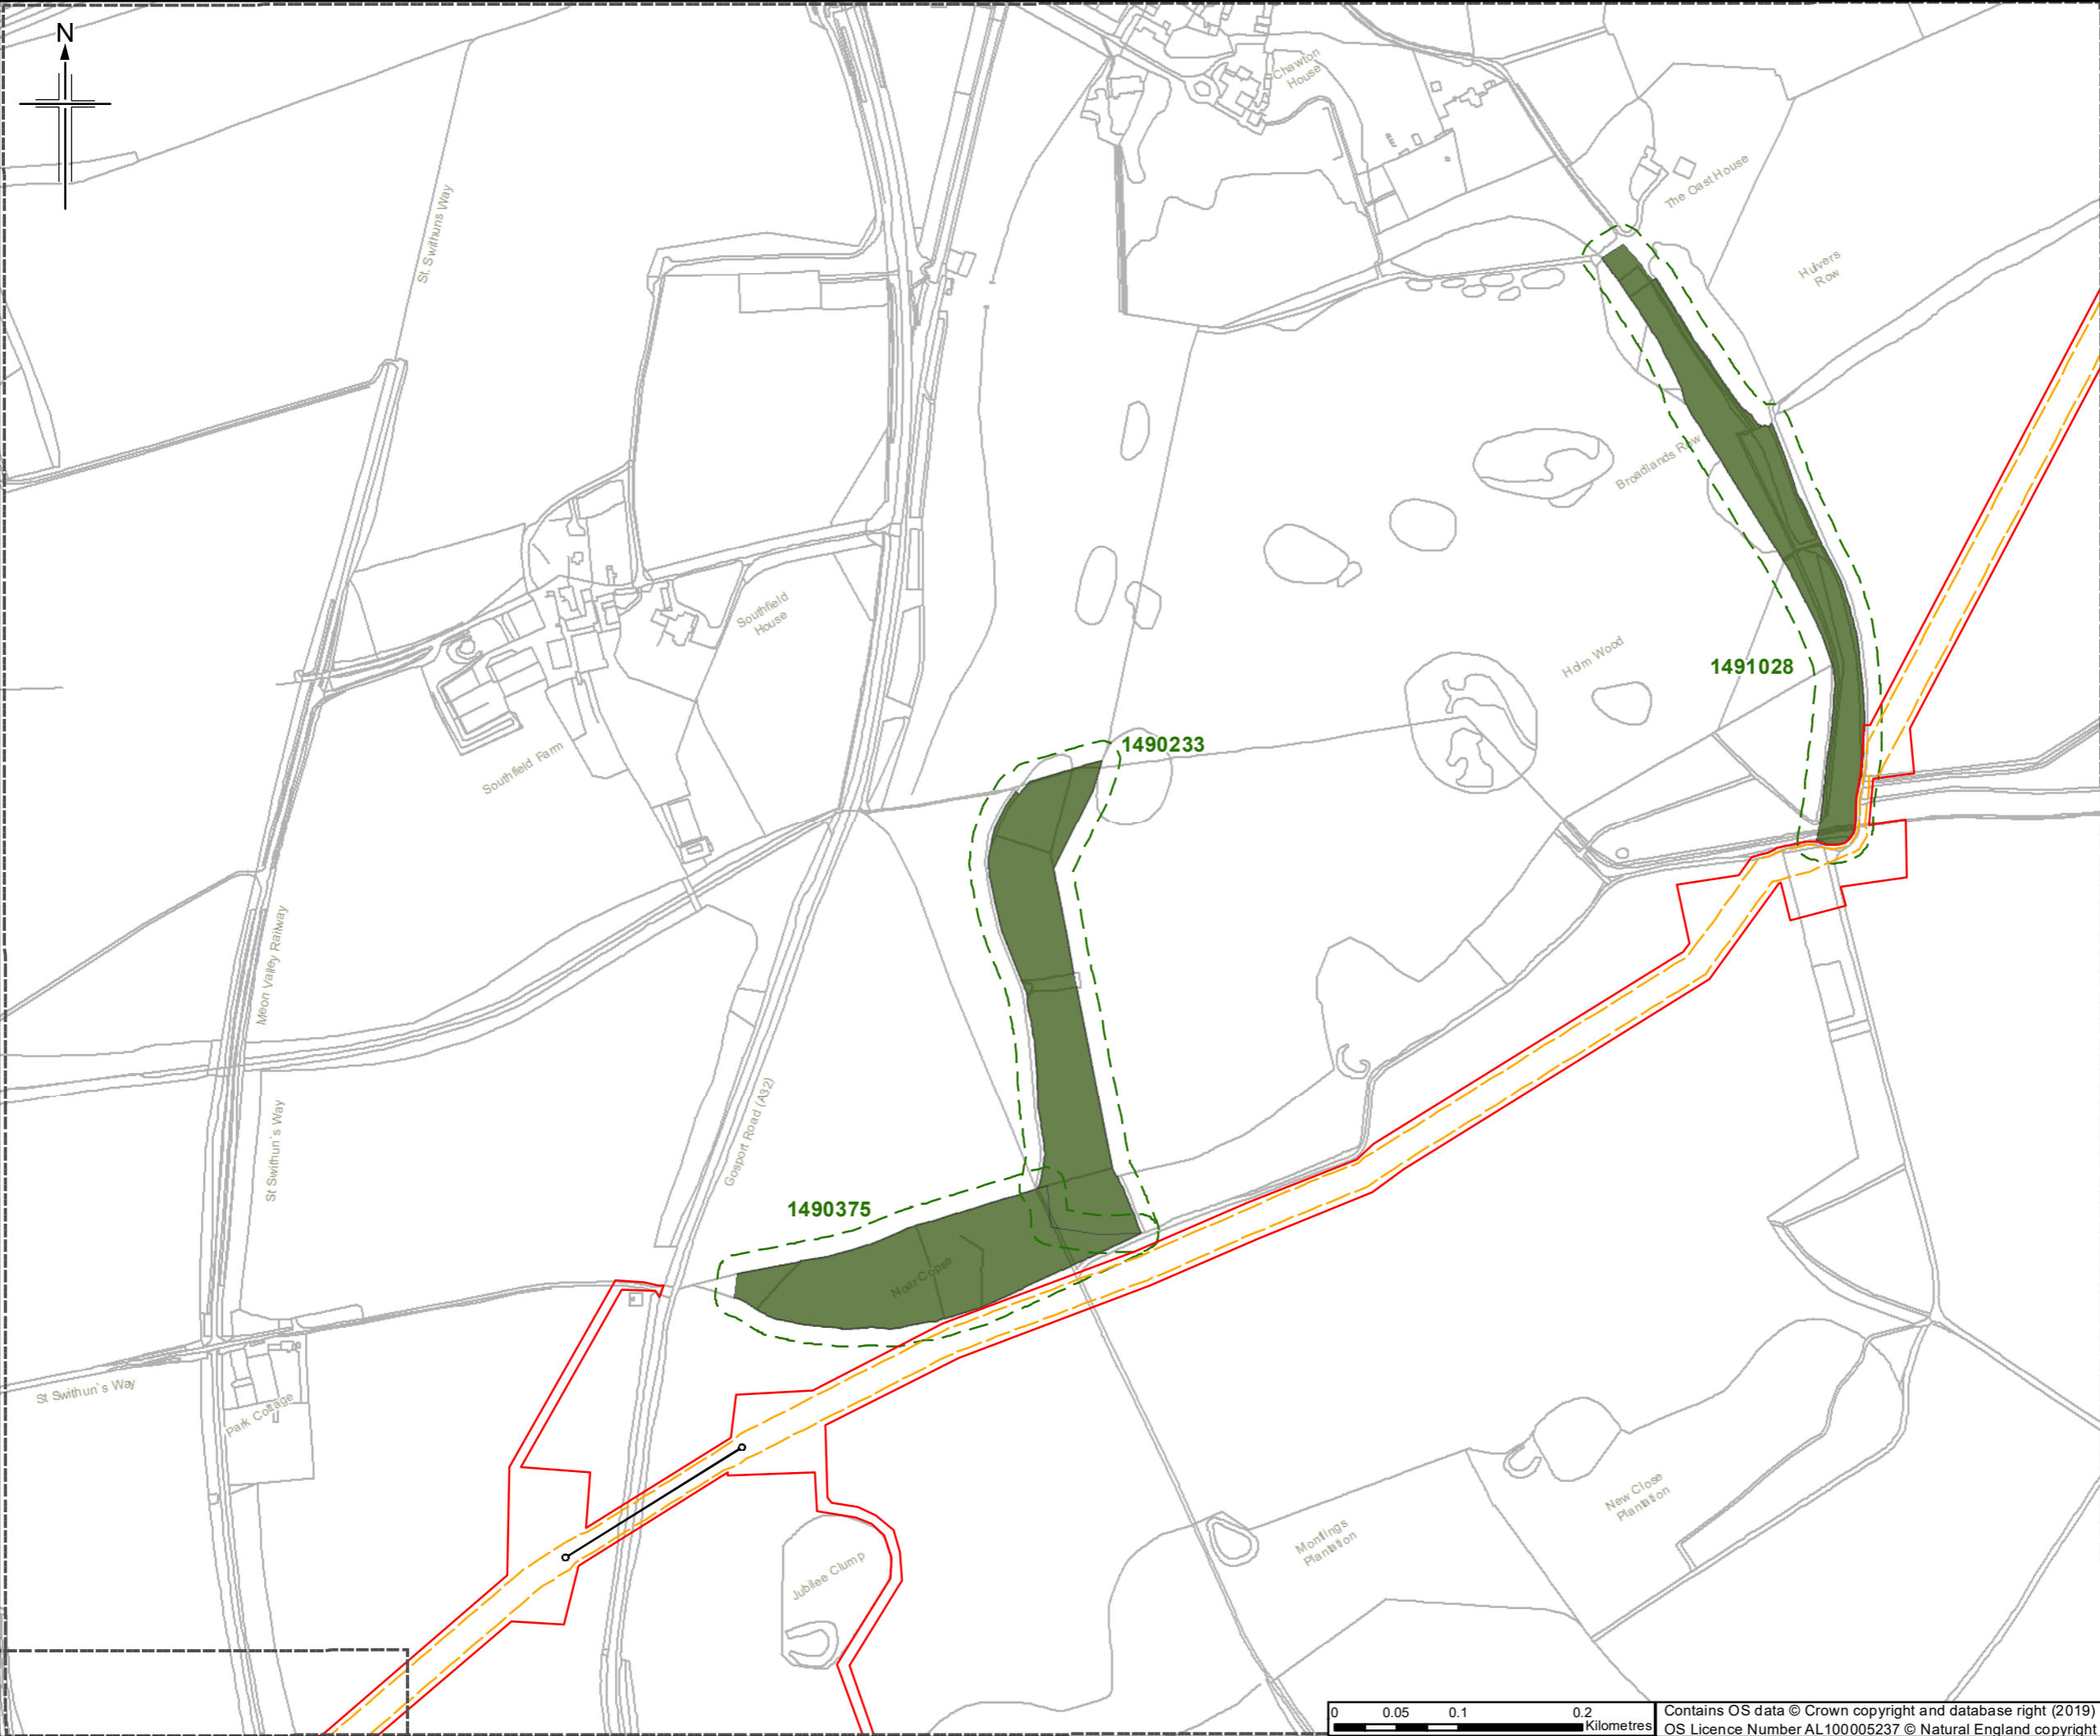 N
Chawton
House
The Oast House
St. Swithuns Way
Hulvers
Row
Broadlands Row
Southfield
House
Holm Wood
1491028
1490233
Southfield Farm
Meon Valley Railway
Gosport Road (A32)
St Swithun's Way
1490375
Noar Copse
St Swithun`s Way
Park Cottage
New Close
Plantation
Montlings
Plantation
Jubilee Clump
0 0.05 0.1 0.2
Kilometres
Contains OS data © Crown copyright and database right (2019)
OS Licence Number AL100005237 © Natural England copyright